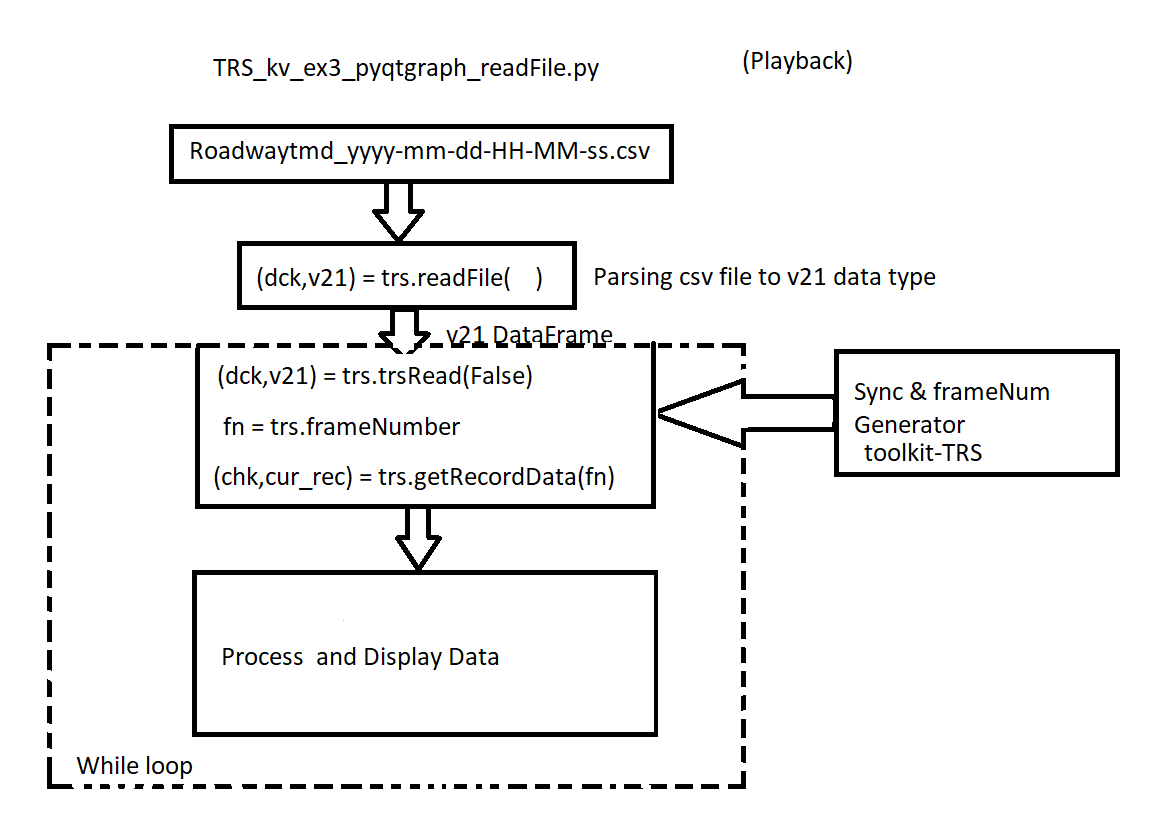 TRS_kv_ex3_pyqtgraph_readFile.py
(Playback)
Roadwaytmd_yyyy-mm-dd-HH-MM-ss.csv
(dck,v21) = trs.readFile( )
Parsing csv file to v21 data type
v21 DataFrame
(dck,v21) = trs.trsRead(False)
fn = trs.frameNumber
(chk,cur_rec) = trs.getRecordData(fn)
Sync & frameNum
Generator
toolkit-TRS
Process and Display Data
While loop